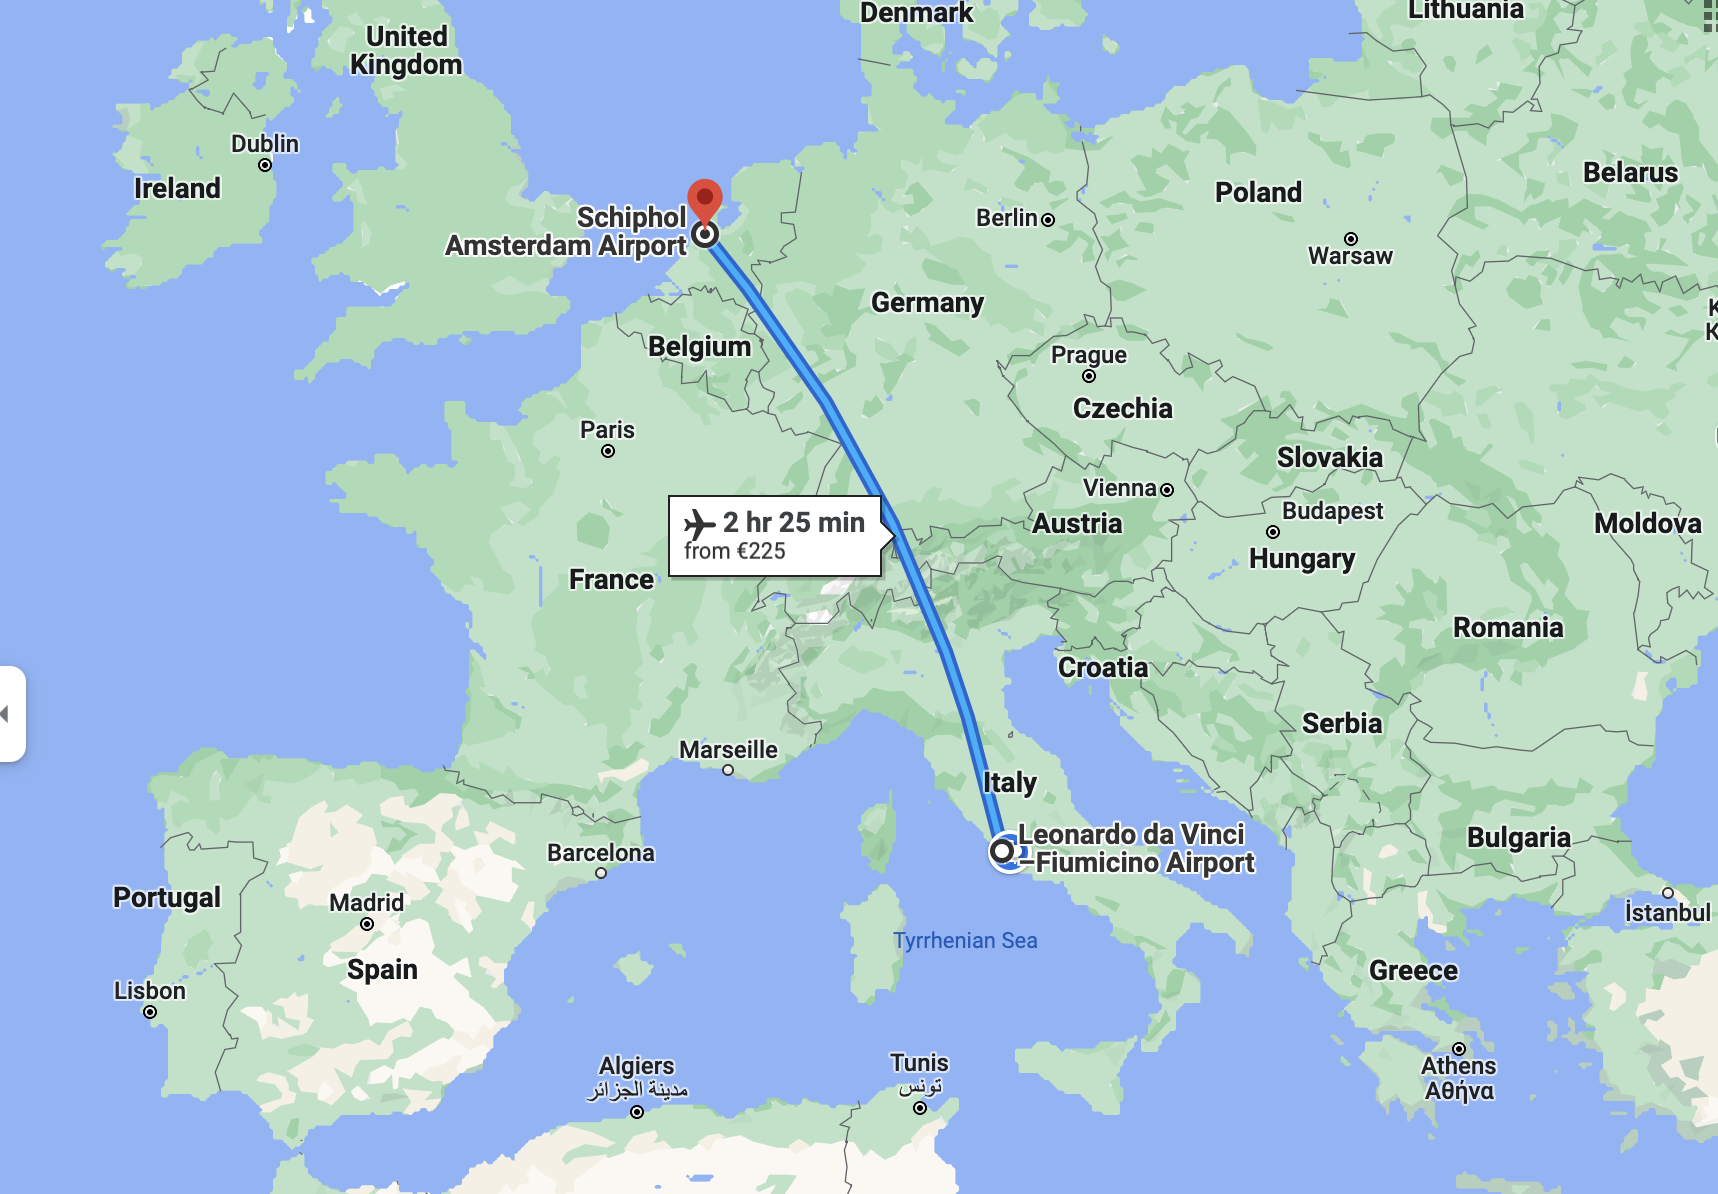 Denmark
Lithuania
United
Kingdom
Dublin
Ireland
Belarus
Poland
Schiphol
Amsterdam Airport
Berlin
Warsaw
Germany
Belgium
Prague
Czechia
Paris
Slovakia
Vienna
Austria
Budapest
Hungary
Moldova
2 hr 25 min
from €225
France
Romania
Croatia
Serbia
Marseille
Italy
Leonardo da Vinci
–Fiumicino Airport
Bulgaria
Barcelona
Portugal
Madrid
İstanbul
Tyrrhenian Sea
Spain
Greece
Lisbon
Algiers
مدينة الجزائر
Tunis
تونس
Athens
Αθήνα